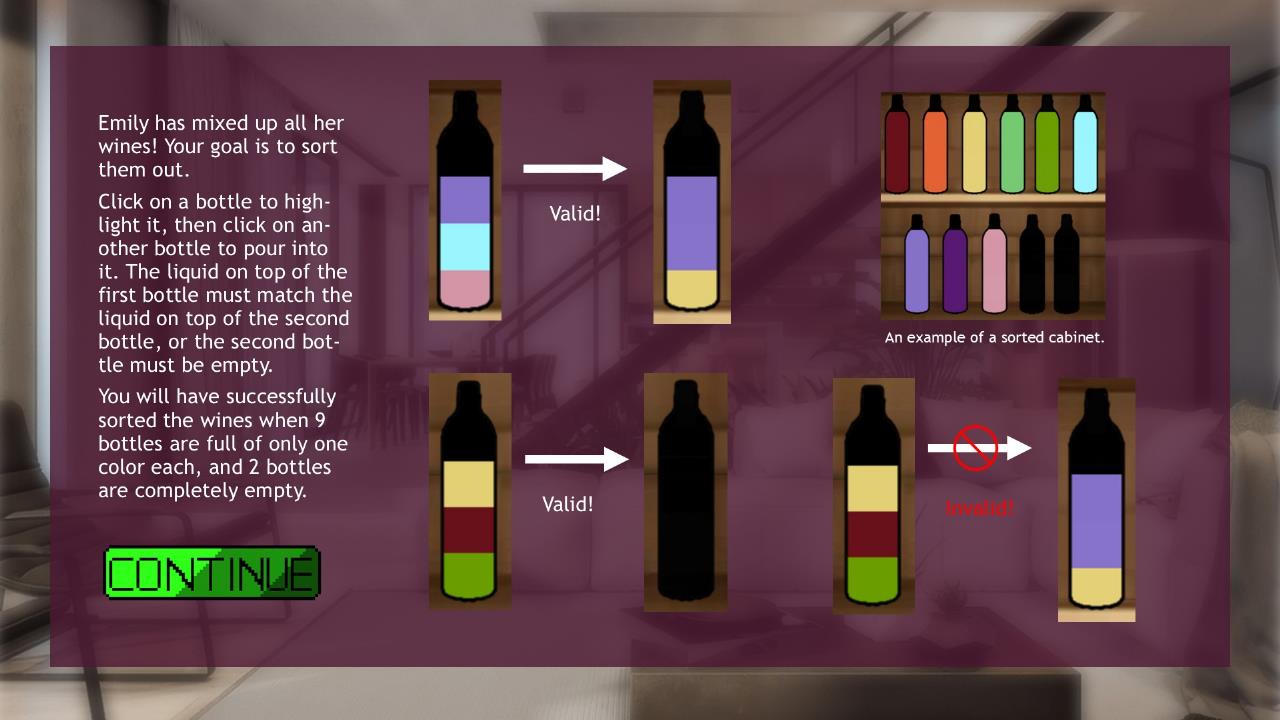 Emily has mixed up all her
wines! Your goal is to sort
them out.
Click on a bottle to high-
light it, then click on an-
other bottle to pour into
it. The liquid on top of the
first bottle must match the
liquid on top of the second
bottle, or the second bot-
tle must be empty.
You will have successfully
sorted the wines when 9
bottles are full of only one
color each, and 2 bottles
are completely empty.
CONTINUE
Valid!
An example of a sorted cabinet.
Valid!
Invalid!